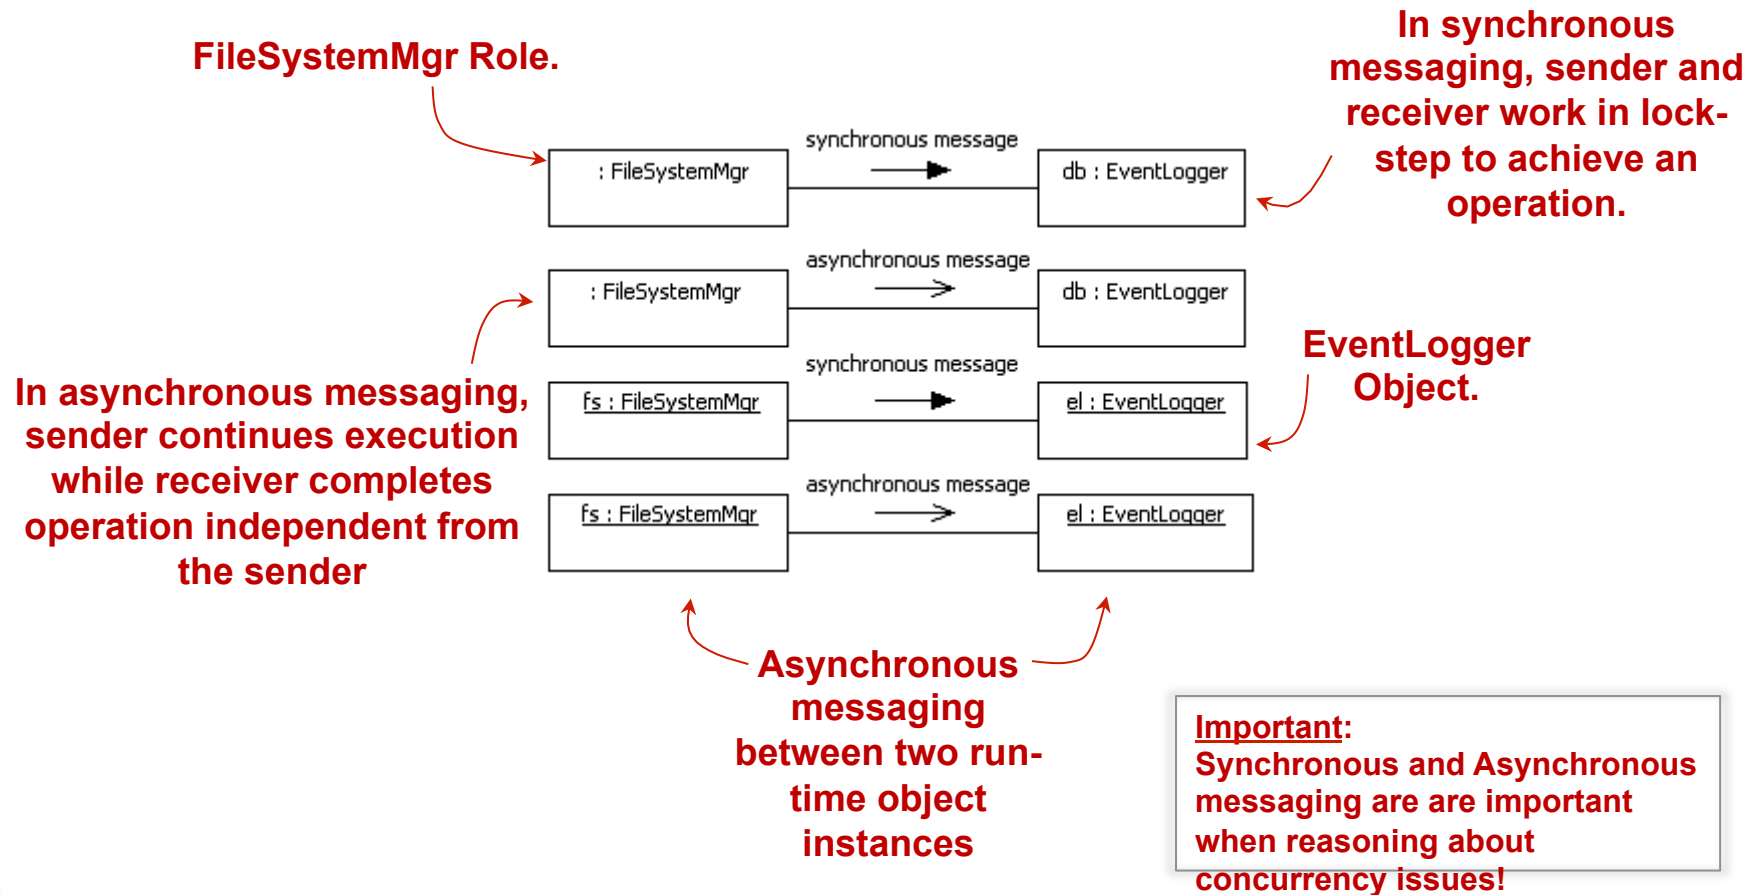 FileSystemMgr Role.
In synchronous
messaging, sender and
receiver work in lock-
step to achieve an
operation.
synchronous message
: FileSystemMgr
db : EventLogger
asynchronous message
: FileSystemMgr
db : EventLogger
In asynchronous messaging,
sender continues execution
while receiver completes
operation independent from
the sender
synchronous message
fs : FileSystemMgr
el : EventLogger
EventLogger
Object.
asynchronous message
fs : FileSystemMgr
el : EventLogger
Asynchronous
messaging
between two run-
time object
instances
Important:
Synchronous and Asynchronous
messaging are are important
when reasoning about
concurrency issues!